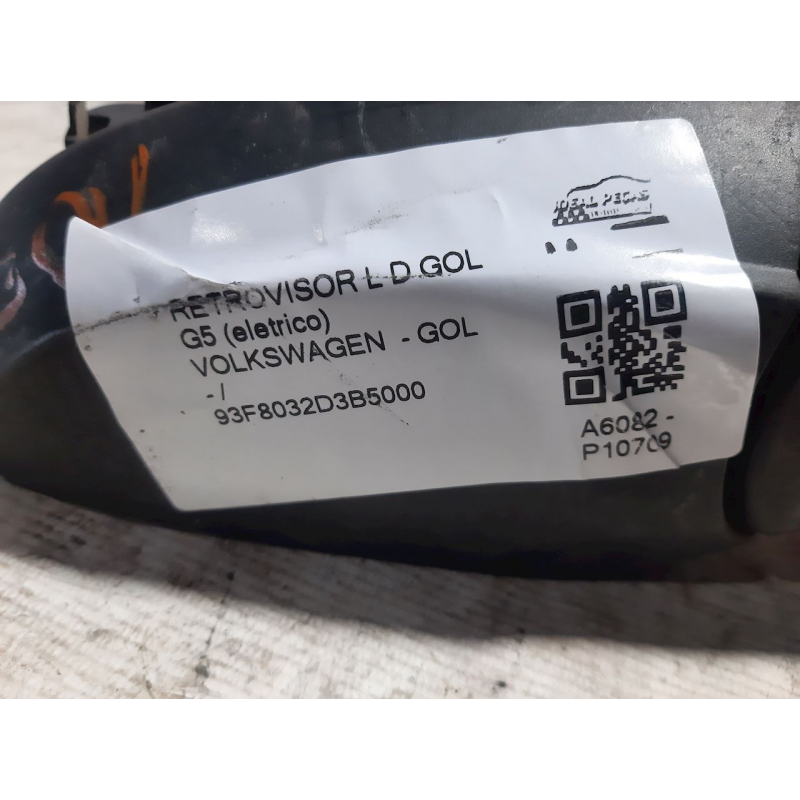 IDEAL PEÇAS
RETROVISOR L D GOL
G5 (eletrico)
VOLKSWAGEN - GOL
- /
93F8032D3B5000
A6082 -
P10709